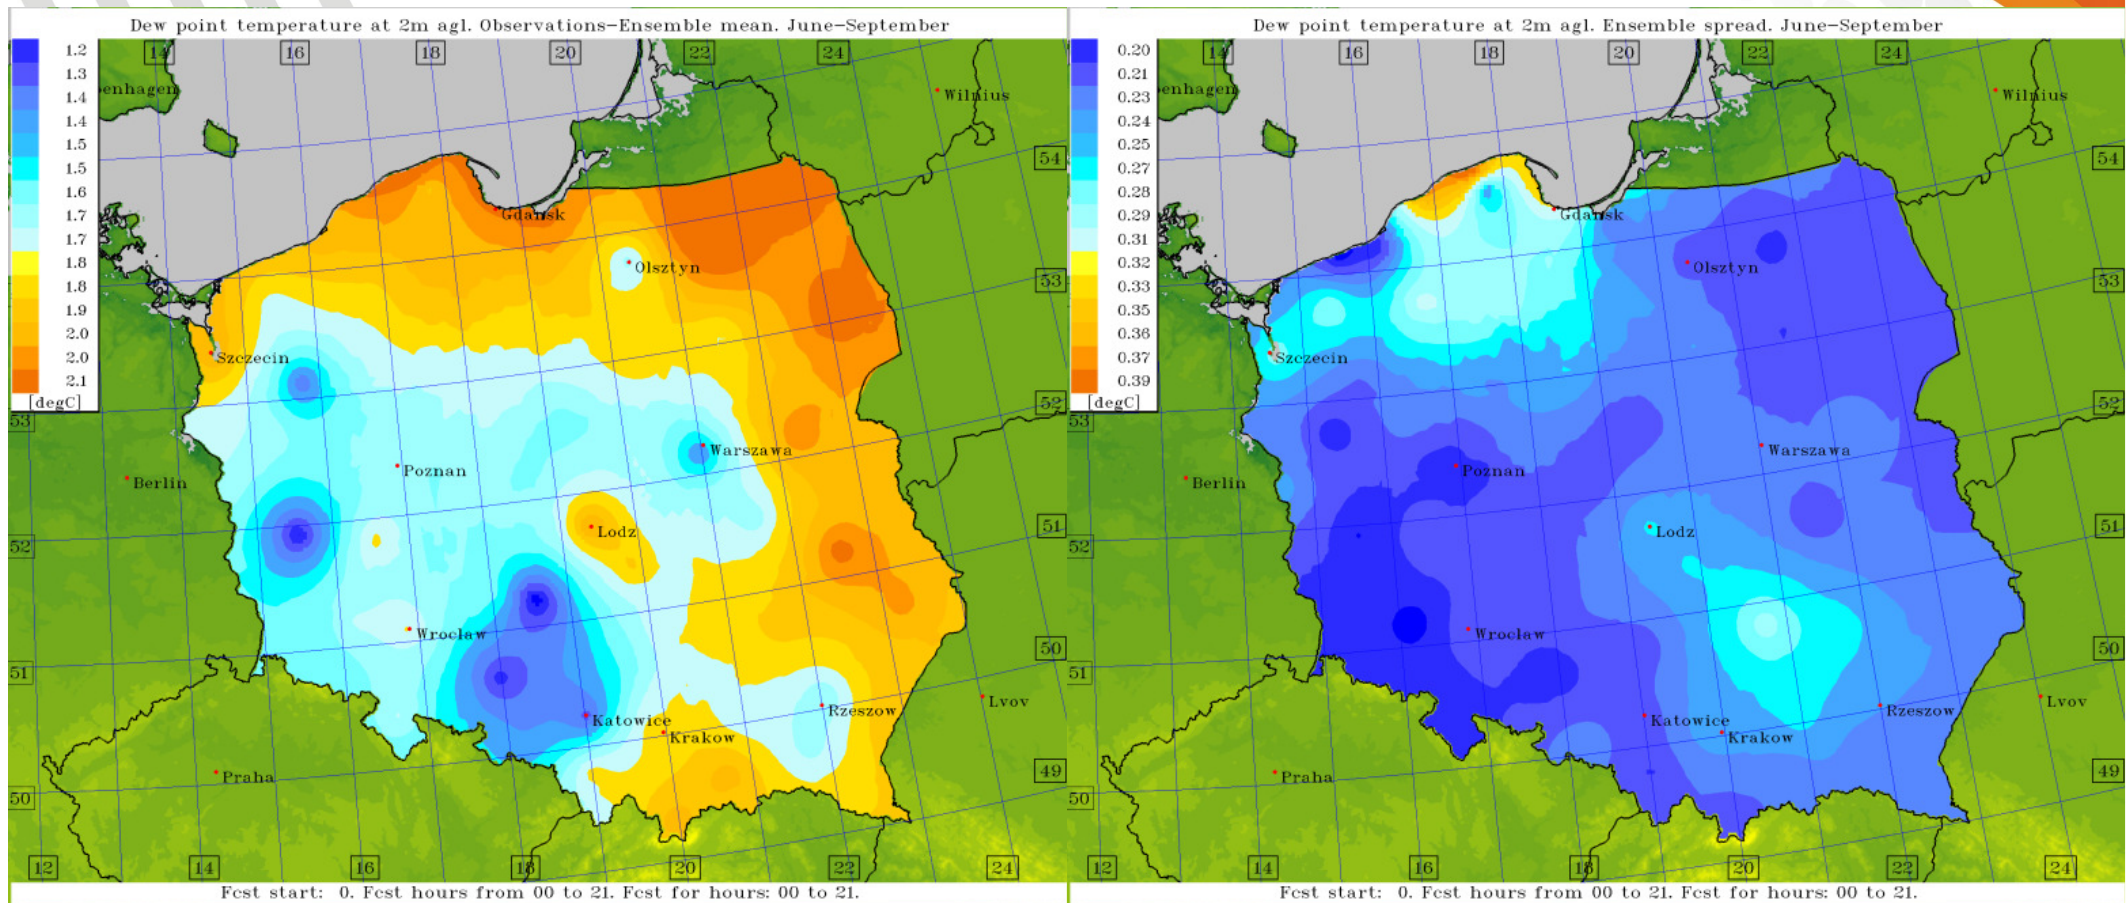 Dew point temperature at 2m agl. Observations-Ensemble mean. June-September
1.2
1.3
1.4
1.4
1.5
1.5
1.6
1.7
1.7
1.8
1.8
1.9
2.0
2.0
2.1
[degC]
14
16
18
20
22
24
enhagen
Wilnius
54
Gdansk
Olsztyn
53
Szczecin
52
53
Warszawa
Poznan
Berlin
51
Lodz
52
Wroclaw
50
51
Lvov
Rzeszow
Katowice
Krakow
Praha
49
50
12
14
16
18
20
22
24
Fcst start: 0. Fcst hours from 00 to 21. Fcst for hours: 00 to 21.
Dew point temperature at 2m agl. Ensemble spread. June-September
0.20
0.21
0.23
0.24
0.25
0.27
0.28
0.29
0.31
0.32
0.33
0.36
0.37
0.39
[degC]
14
16
18
20
22
24
enhagen
Wilnius
54
Gdansk
Olsztyn
53
Szczecin
52
53
Warszawa
Poznan
Berlin
51
Lodz
52
Wroclaw
50
51
Lvov
Rzeszow
Katowice
Krakow
Praha
49
50
12
14
16
18
20
22
24
Fcst start: 0. Fcst hours from 00 to 21. Fcst for hours: 00 to 21.